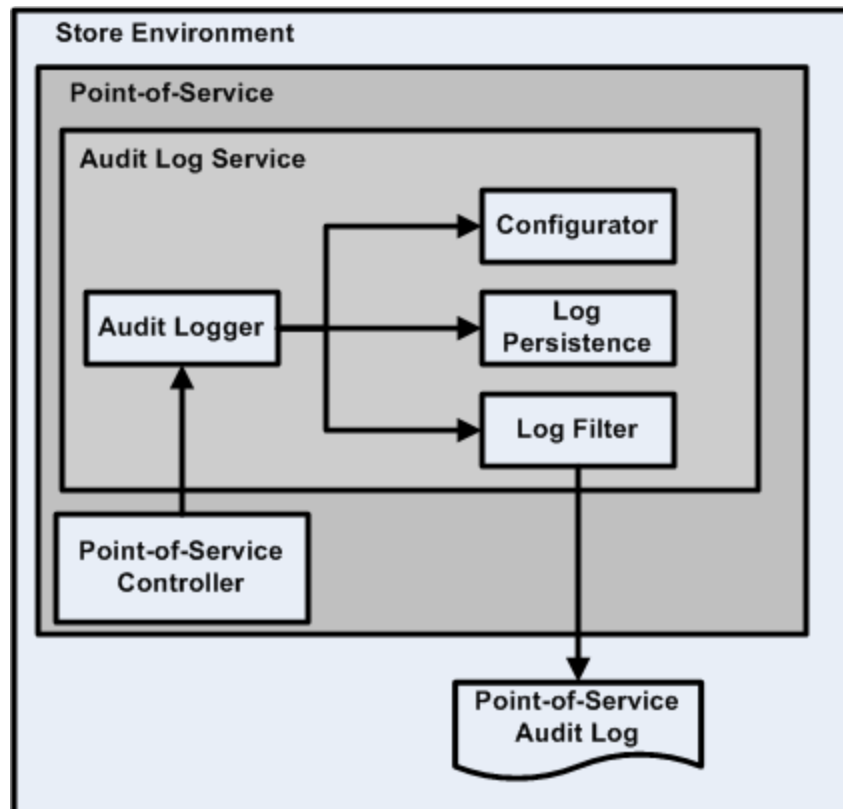 Store Environment
Point-of-Service
Audit Log Service
Configurator
Audit Logger
Log
Persistence
Log Filter
Point-of-Service
Controller
Point-of-Service
Audit Log